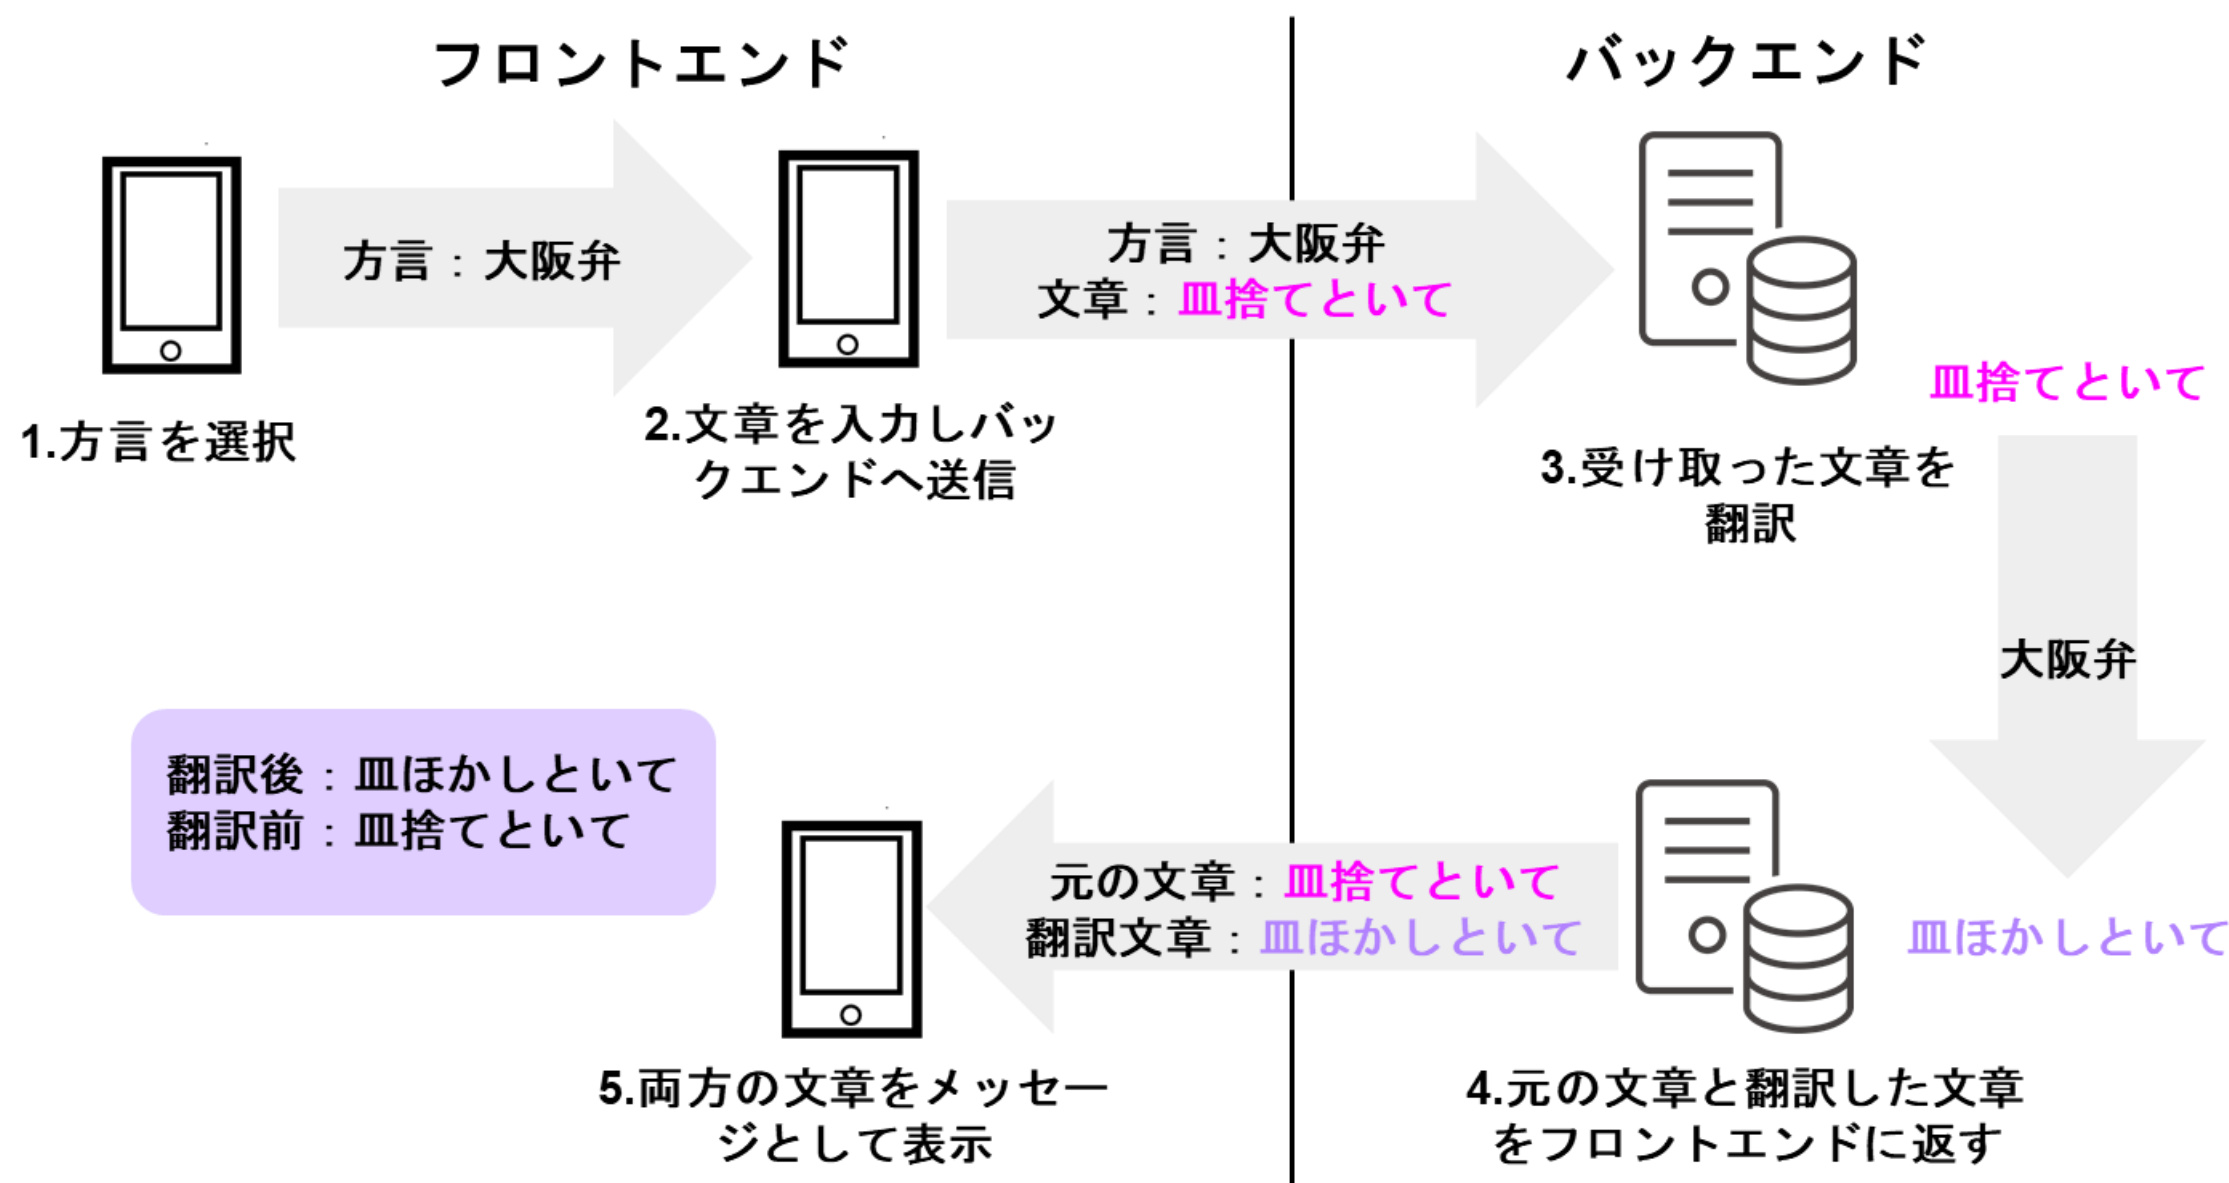 フロントエンド
バックエンド
方言：大阪弁
方言：大阪弁
文章：皿捨てといて
1.方言を選択
2.文章を入力しバッ
クエンドへ送信
皿捨てといて
3.受け取った文章を
翻訳
大阪弁
皿ほかしといて
4.元の文章と翻訳した文章
をフロントエンドに返す
元の文章：皿捨てといて
翻訳文章：皿ほかしといて
5.両方の文章をメッセー
ジとして表示
翻訳後：皿ほかしといて
翻訳前：皿捨てといて